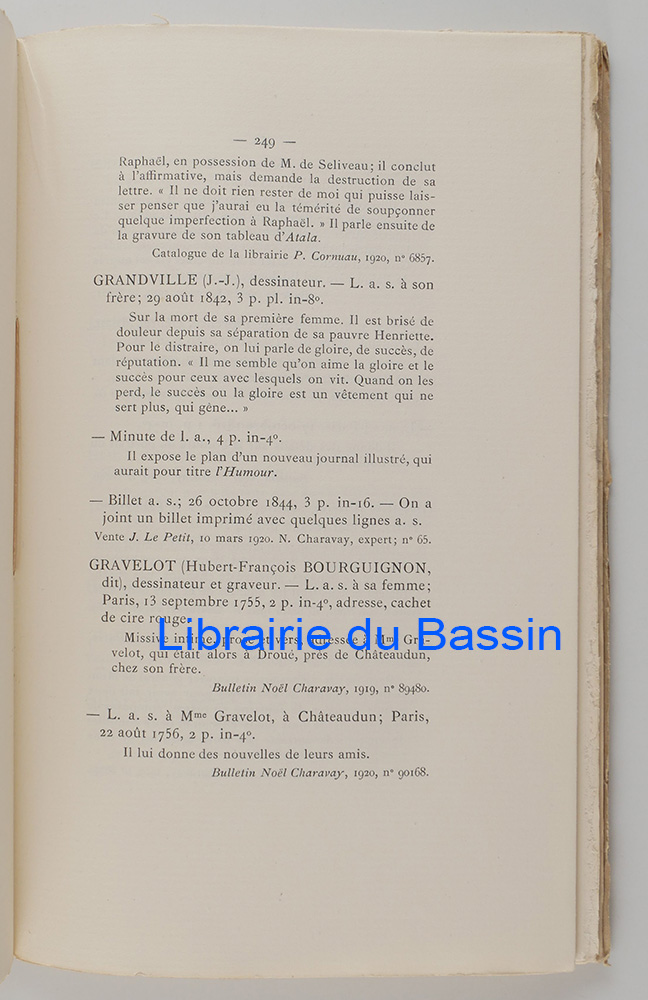 — 249 —
Raphaël, en possession de M. de Seliveau; il conclut
à l'affirmative, mais demande la destruction de sa
lettre. « Il ne doit rien rester de moi qui puisse lais-
ser penser que j'aurai eu la témérité de soupçonner
quelque imperfection à Raphaël. » Il parle ensuite de
la gravure de son tableau d'Atala.
Catalogue de la librairie P. Cornuau, 1920, n° 6857.
GRANDVILLE (J.-J.), dessinateur. — L. a. s. à son
frère; 29 août 1842, 3 p. pl. in-8°.
Sur la mort de sa première femme. Il est brisé de
douleur depuis sa séparation de sa pauvre Henriette.
Pour le distraire, on lui parle de gloire, de succès, de
réputation. « Il me semble qu'on aime la gloire et le
succès pour ceux avec lesquels on vit. Quand on les
perd, le succès ou la gloire est un vêtement qui ne
sert plus, qui gêne... »
— Minute de l. a., 4 p. in-4°.
Il expose le plan d'un nouveau journal illustré, qui
aurait pour titre l'Humour.
— Billet a. s.; 26 octobre 1844, 3 p. in-16. — On a
joint un billet imprimé avec quelques lignes a. s.
Vente J. Le Petit, 10 mars 1920. N. Charavay, expert; n° 65.
GRAVELOT (Hubert-François BOURGUIGNON,
dit), dessinateur et graveur. — L. a. s. à sa femme;
Paris, 13 septembre 1755, 2 p. in-4°, adresse, cachet
de cire rouge.
Librairie du Bassin
Missive intime, prose et vers, adressée à Mme Gra-
velot, qui était alors à Droué, près de Châteaudun,
chez son frère.
Bulletin Noël Charavay, 1919, n° 89480.
— L. a. s. à Mme Gravelot, à Châteaudun; Paris,
22 août 1756, 2 p. in-4°.
Il lui donne des nouvelles de leurs amis.
Bulletin Noël Charavay, 1920, n° 90168.